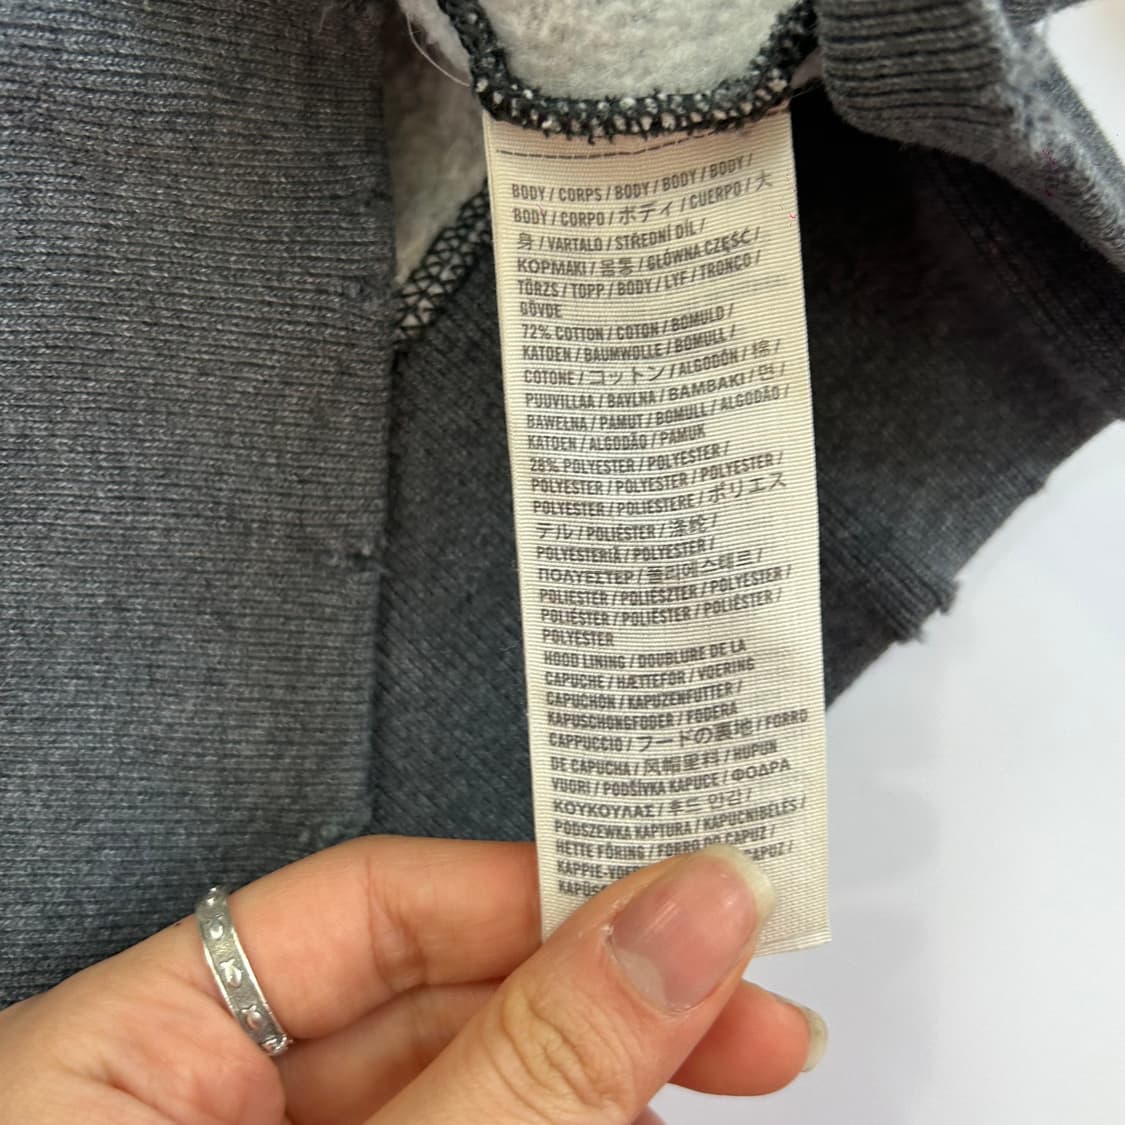 BODY / CORPS / BODY / BODY / BODY /
BODY / CORPO / ボディ / CUERPO / 大
身 / VARTALO / STŘEDNÍ DÍL /
ΚΟΡΜΑΚΙ / 몸통 / GŁÓWNA CZĘŚĆ /
TÖRZS / TOPP / BODY / LYF / TRONCO /
GÖVDE
72% COTTON / COTON / BOMULD /
KATOEN / BAUMWOLLE / BOMULL /
COTONE / コットン / ALGODÓN / 棉 /
PUUVILLAA / BAVLNA / ΒΑΜΒΑΚΙ / 면 /
BAWEŁNA / PAMUT / BOMULL / ALGODÃO /
KATOEN / ALGODÃO / PAMUK
28% POLYESTER / POLYESTER /
POLYESTER / POLYESTER / POLYESTER /
POLYESTER / POLIESTERE / ポリエス
テル / POLIÉSTER / 涤纶 /
POLYESTERIÄ / POLYESTER /
ΠΟΛΥΕΣΤΕΡ / 폴리에스테르 /
POLIESTER / POLIÉSZTER / POLYESTER /
POLIÉSTER / POLIESTER / POLIÉSTER /
POLYESTER
HOOD LINING / DOUBLURE DE LA
CAPUCHE / HÆTTEFOR / VOERING
CAPUCHON / KAPUZENFUTTER /
KAPUSCHONGFODER / FODERA
CAPPUCCIO / フードの裏地 / FORRO
DE CAPUCHA / 风帽里料 / HUPUN
VUORI / PODŠÍVKA KAPUCE / ΦΟΔΡΑ
ΚΟΥΚΟΥΛΑΣ / 후드 안감 /
PODSZEWKA KAPTURA / KAPUCNIBÉLÉS /
HETTE FÔRING / FORRO DO CAPUZ /
KAPPIE-